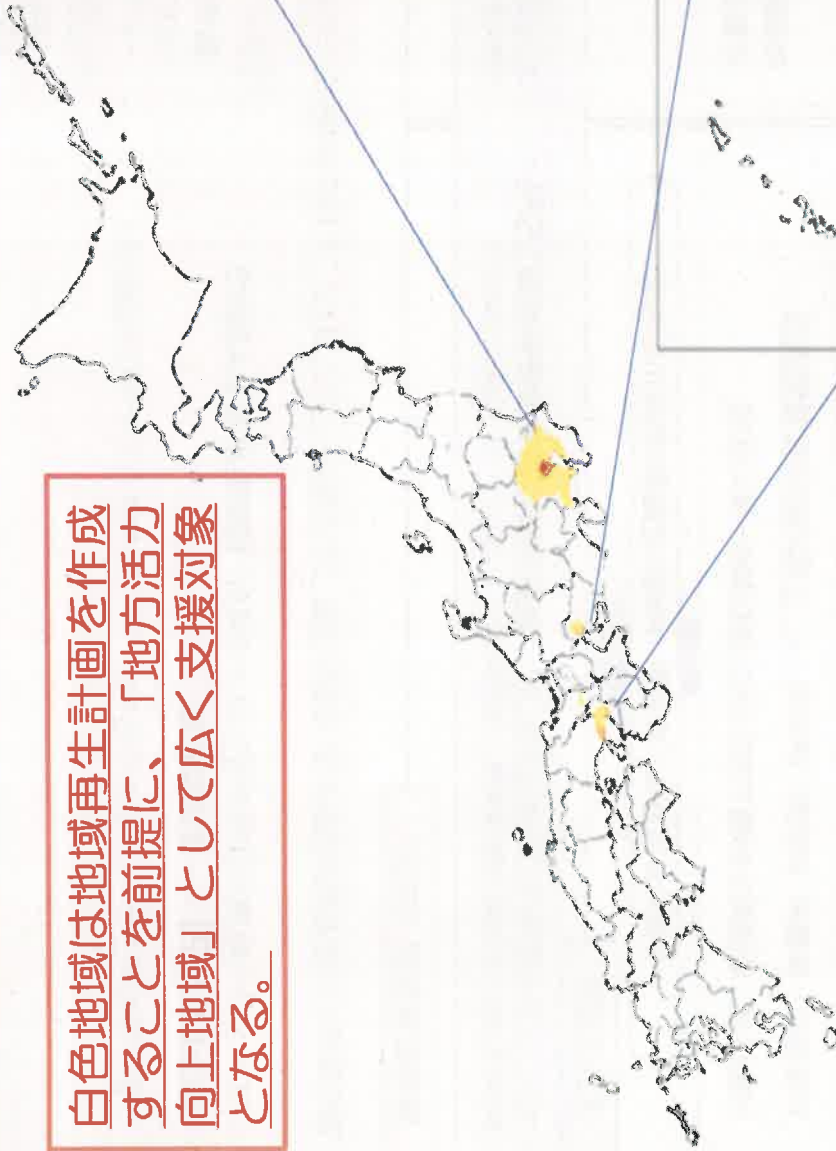 白色地域は地域再生計画を作成
することを前提に、「地方活力
向上地域」として広く支援対象
となる。